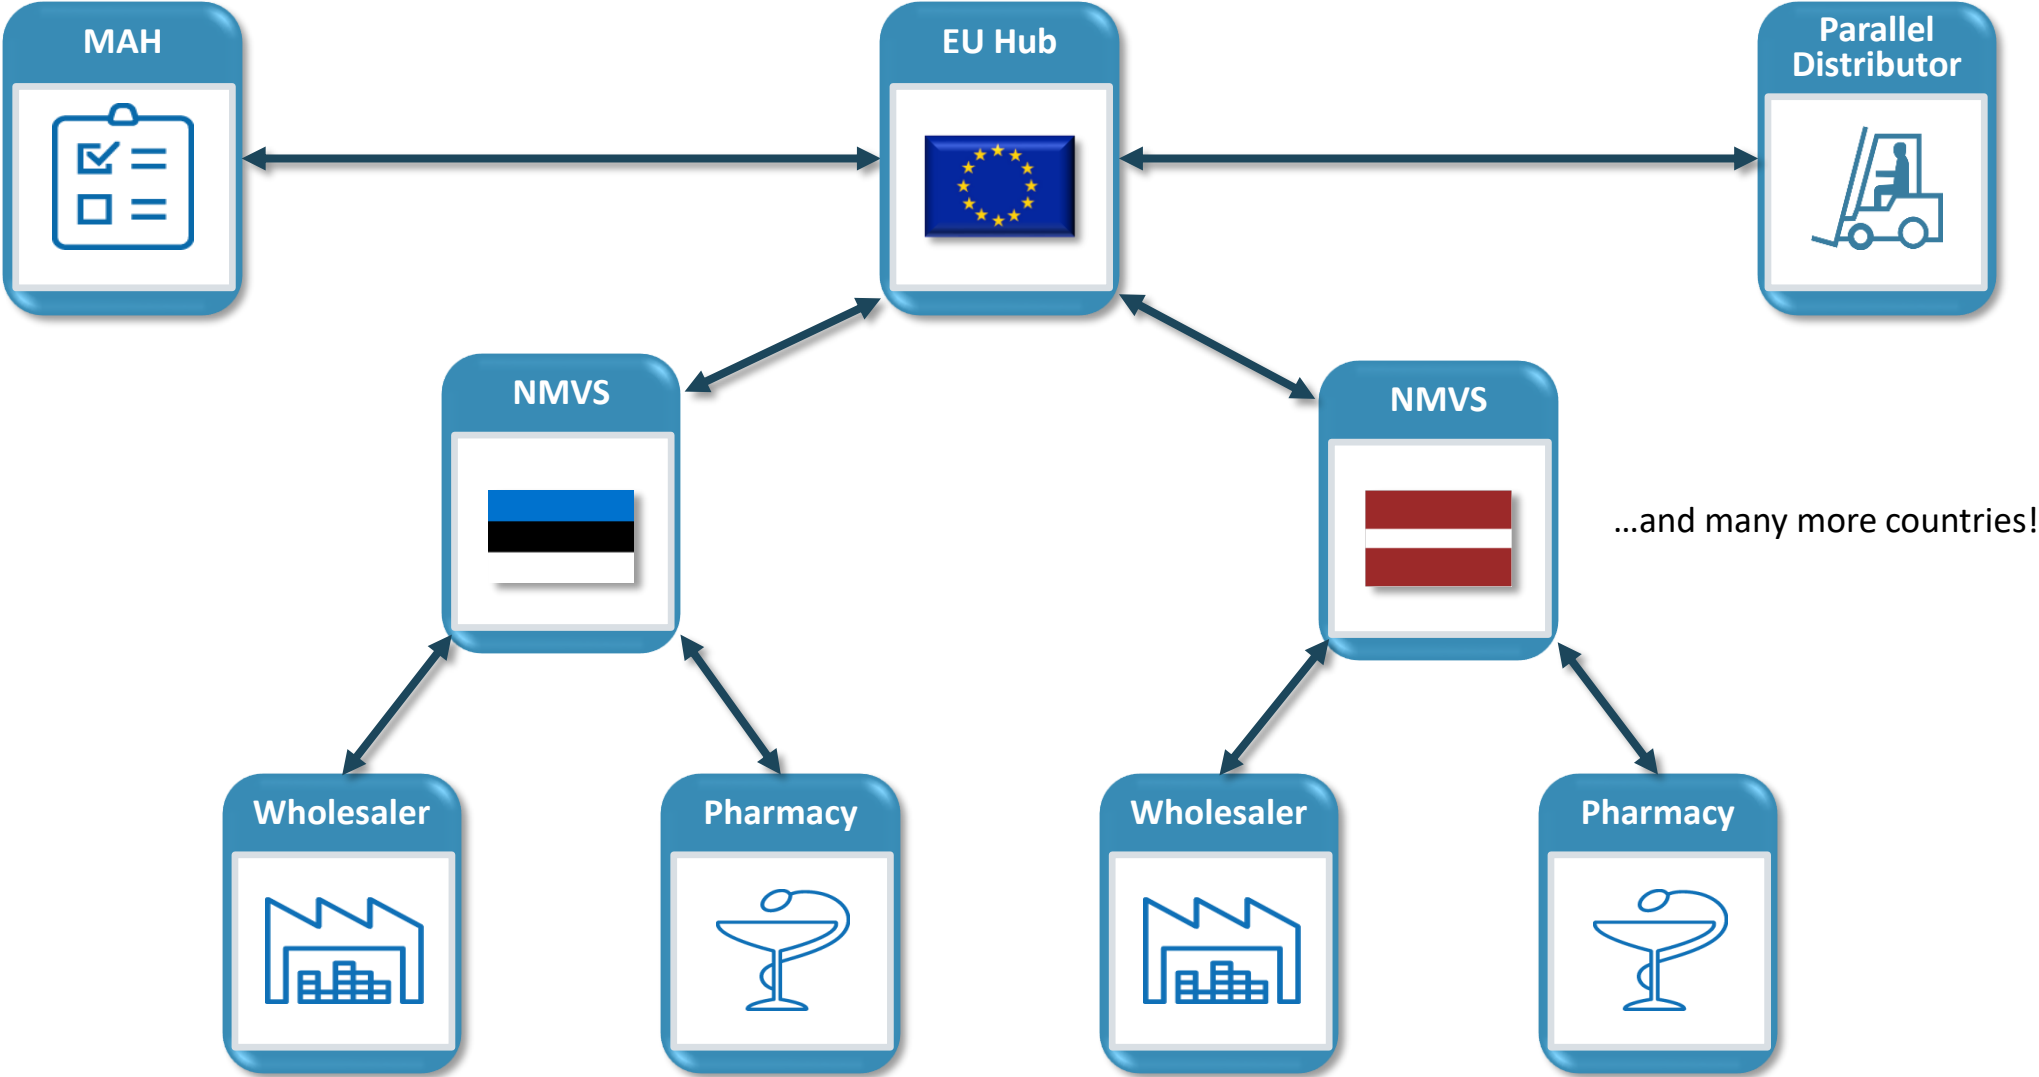 MAH
EU Hub
Parallel
Distributor
NMVS
NMVS
...and many more countries!
Wholesaler
Pharmacy
Wholesaler
Pharmacy